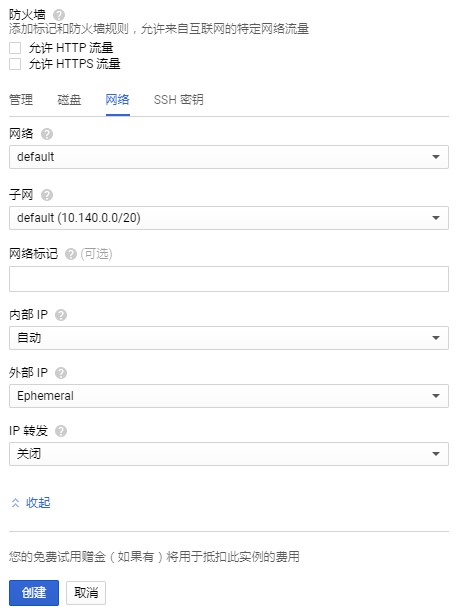 防火墙
添加标记和防火墙规则，允许来自互联网的特定网络流量
允许 HTTP 流量
允许 HTTPS 流量
管理 磁盘 网络 SSH 密钥
网络
default
子网
default (10.140.0.0/20)
网络标记 (可选)
内部 IP
自动
外部 IP
Ephemeral
IP 转发
关闭
收起
您的免费试用赠金（如果有）将用于抵扣此实例的费用
创建 取消